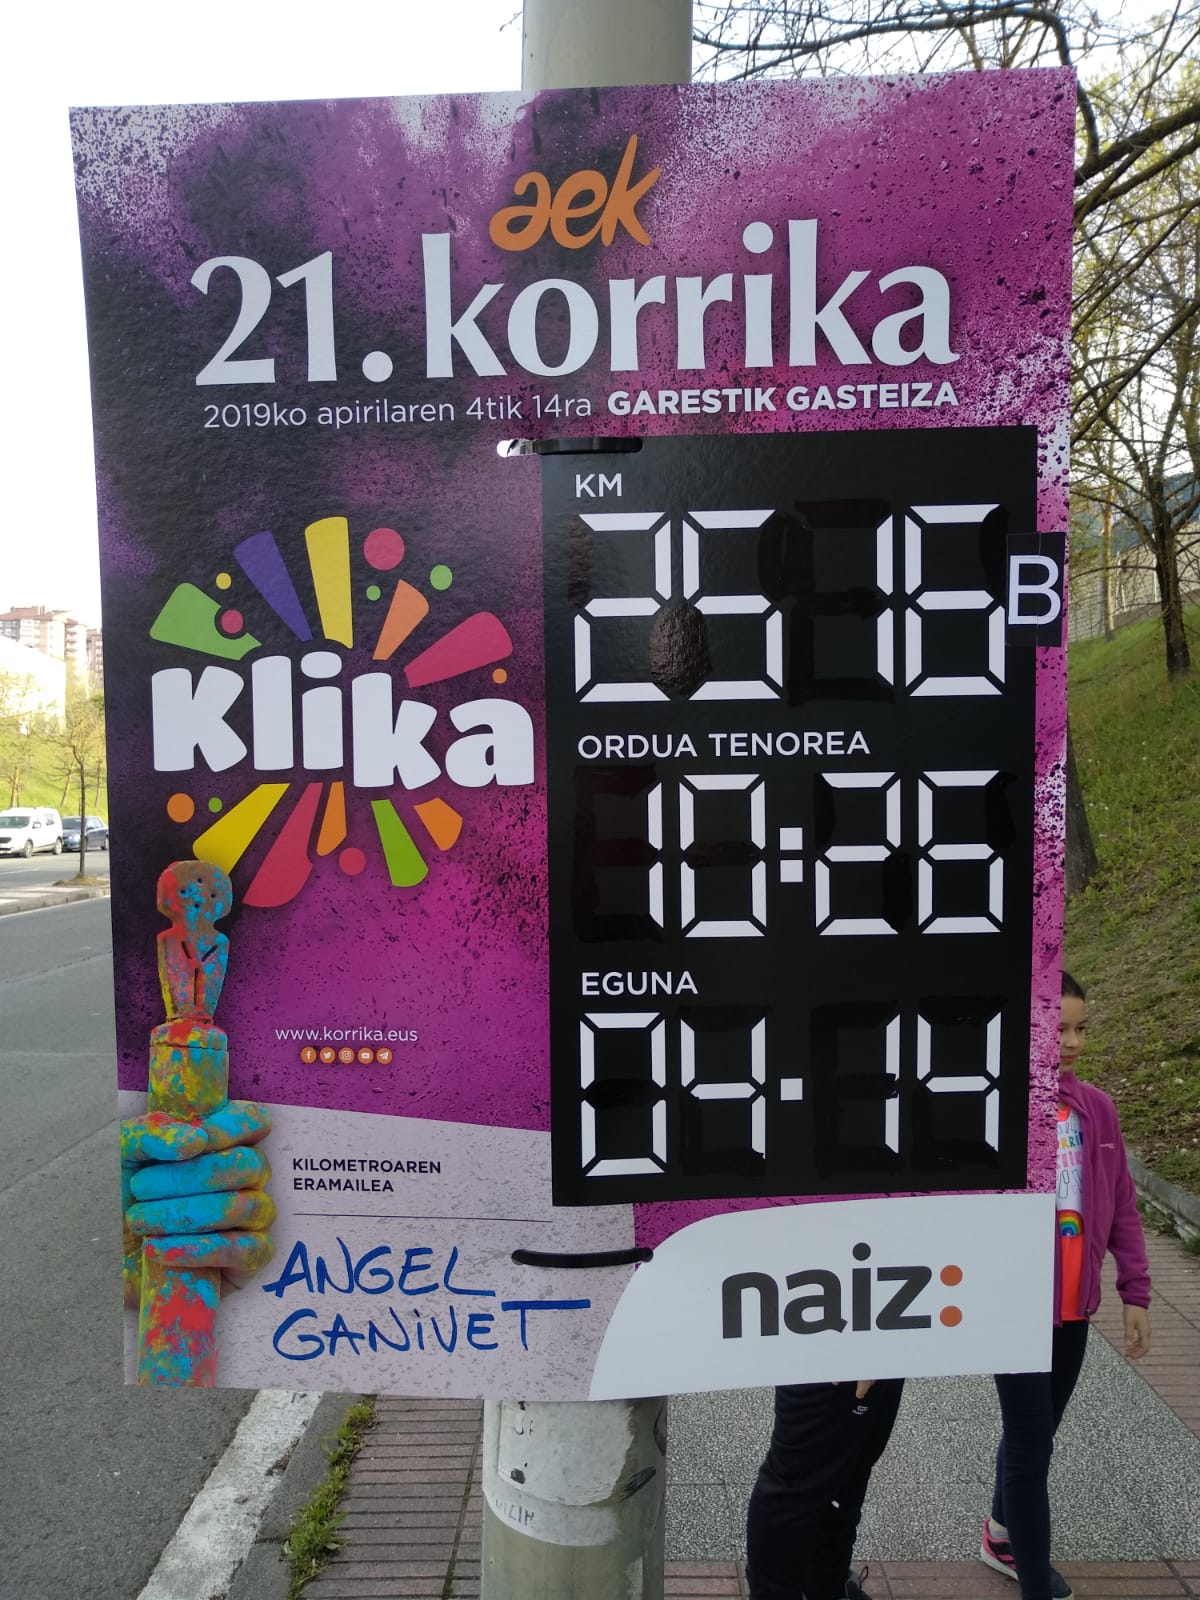 aek
21. korrika
2019ko apirilaren 4tik 14ra GARESTIK GASTEIZA
KM
2516 B
Klika
ORDUA TENOREA
10:26
EGUNA
04.14
www.korrika.eus
KILOMETROAREN
ERAMAILEA
ANGEL
GANIVET
naiz: